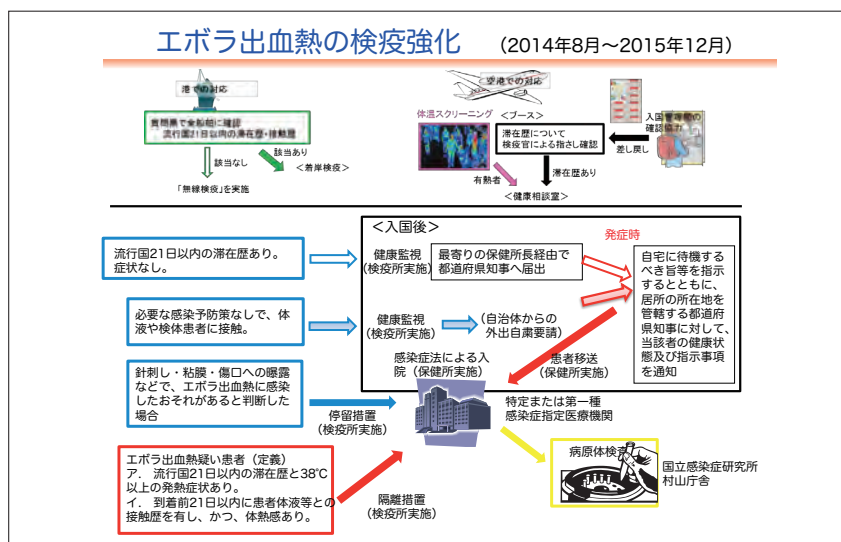 エボラ出血熱の検疫強化 （2014年8月～2015年12月）
港での対応
質問票で全船舶に確認
流行国21日以内の滞在歴・接触歴
該当なし
該当あり
＜着岸検疫＞
「無線検疫」を実施
空港での対応
体温スクリーニング
＜ブース＞
滞在歴について
検疫官による指さし確認
入国管理局の
確認協力
差し戻し
有熱者
滞在歴あり
＜健康相談室＞
＜入国後＞
発症時
流行国21日以内の滞在歴あり。
症状なし。
健康監視
（検疫所実施）
最寄りの保健所長経由で
都道府県知事へ届出
自宅に待機する
べき旨等を指示
するとともに、
居所の所在地を
管轄する都道府
県知事に対して、
当該者の健康状
態及び指示事項
を通知
必要な感染予防策なしで、体
液や検体患者に接触。
健康監視
（検疫所実施）
（自治体からの
外出自粛要請）
感染症法による入
院（保健所実施）
患者移送
（保健所実施）
針刺し・粘膜・傷口への曝露
などで、エボラ出血熱に感染
したおそれがあると判断した
場合
停留措置
（検疫所実施）
特定または第一種
感染症指定医療機関
エボラ出血熱疑い患者（定義）
ア． 流行国21日以内の滞在歴と38℃
以上の発熱症状あり。
イ． 到着前21日以内に患者体液等との
接触歴を有し、かつ、体熱感あり。
隔離措置
（検疫所実施）
病原体検査
国立感染症研究所
村山庁舎